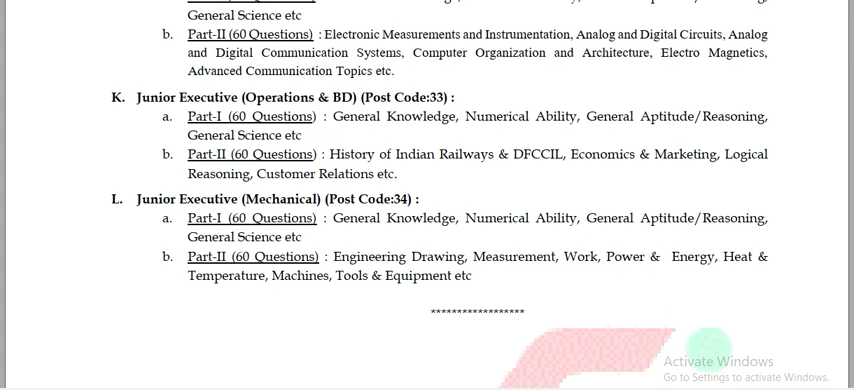 General Science etc
b. Part-II (60 Questions) : Electronic Measurements and Instrumentation, Analog and Digital Circuits, Analog
and Digital Communication Systems, Computer Organization and Architecture, Electro Magnetics,
Advanced Communication Topics etc.
K. Junior Executive (Operations & BD) (Post Code:33) :
a. Part-I (60 Questions) : General Knowledge, Numerical Ability, General Aptitude/Reasoning,
General Science etc
b. Part-II (60 Questions) : History of Indian Railways & DFCCIL, Economics & Marketing, Logical
Reasoning, Customer Relations etc.
L. Junior Executive (Mechanical) (Post Code:34) :
a. Part-I (60 Questions) : General Knowledge, Numerical Ability, General Aptitude/Reasoning,
General Science etc
b. Part-II (60 Questions) : Engineering Drawing, Measurement, Work, Power & Energy, Heat &
Temperature, Machines, Tools & Equipment etc
******************
Activate Windows
Go to Settings to activate Windows.